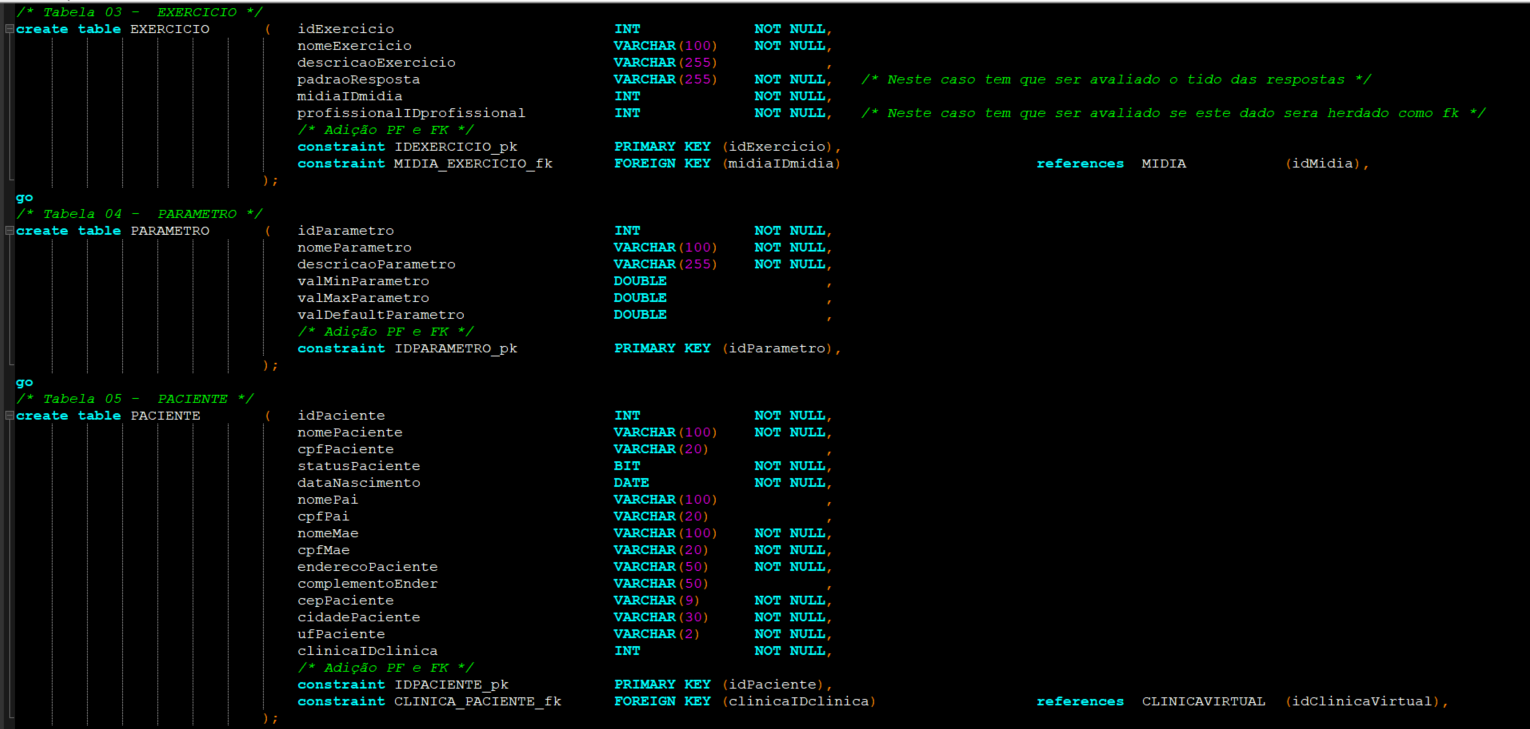 /* Tabela 03 - EXERCICIO */
create table EXERCICIO ( idExercicio INT NOT NULL,
nomeExercicio VARCHAR(100) NOT NULL,
descricaoExercicio VARCHAR(255) ,
padraoResposta VARCHAR(255) NOT NULL, /* Neste caso tem que ser avaliado o tido das respostas */
midiaIDmidia INT NOT NULL,
profissionalIDprofissional INT NOT NULL, /* Neste caso tem que ser avaliado se este dado sera herdado como fk */
/* Adição PF e FK */
constraint IDEXERCICIO_pk PRIMARY KEY (idExercicio),
constraint MIDIA_EXERCICIO_fk FOREIGN KEY (midiaIDmidia) references MIDIA (idMidia),
);
go
/* Tabela 04 - PARAMETRO */
create table PARAMETRO ( idParametro INT NOT NULL,
nomeParametro VARCHAR(100) NOT NULL,
descricaoParametro VARCHAR(255) NOT NULL,
valMinParametro DOUBLE ,
valMaxParametro DOUBLE ,
valDefaultParametro DOUBLE ,
/* Adição PF e FK */
constraint IDPARAMETRO_pk PRIMARY KEY (idParametro),
);
go
/* Tabela 05 - PACIENTE */
create table PACIENTE ( idPaciente INT NOT NULL,
nomePaciente VARCHAR(100) NOT NULL,
cpfPaciente VARCHAR(20) ,
statusPaciente BIT NOT NULL,
dataNascimento DATE NOT NULL,
nomePai VARCHAR(100) ,
cpfPai VARCHAR(20) ,
nomeMae VARCHAR(100) NOT NULL,
cpfMae VARCHAR(20) NOT NULL,
enderecoPaciente VARCHAR(50) NOT NULL,
complementoEnder VARCHAR(50) ,
cepPaciente VARCHAR(9) NOT NULL,
cidadePaciente VARCHAR(30) NOT NULL,
ufPaciente VARCHAR(2) NOT NULL,
clinicaIDclinica INT NOT NULL,
/* Adição PF e FK */
constraint IDPACIENTE_pk PRIMARY KEY (idPaciente),
constraint CLINICA_PACIENTE_fk FOREIGN KEY (clinicaIDclinica) references CLINICAVIRTUAL (idClinicaVirtual),
);